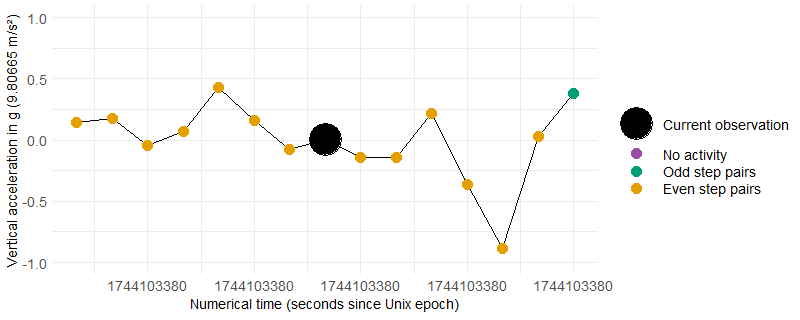 Vertical acceleration in g (9.80665 m/s²)
1.0
0.5
0.0
-0.5
-1.0
1744103380 1744103380 1744103380 1744103380 1744103380
Numerical time (seconds since Unix epoch)
Current observation
No activity
Odd step pairs
Even step pairs